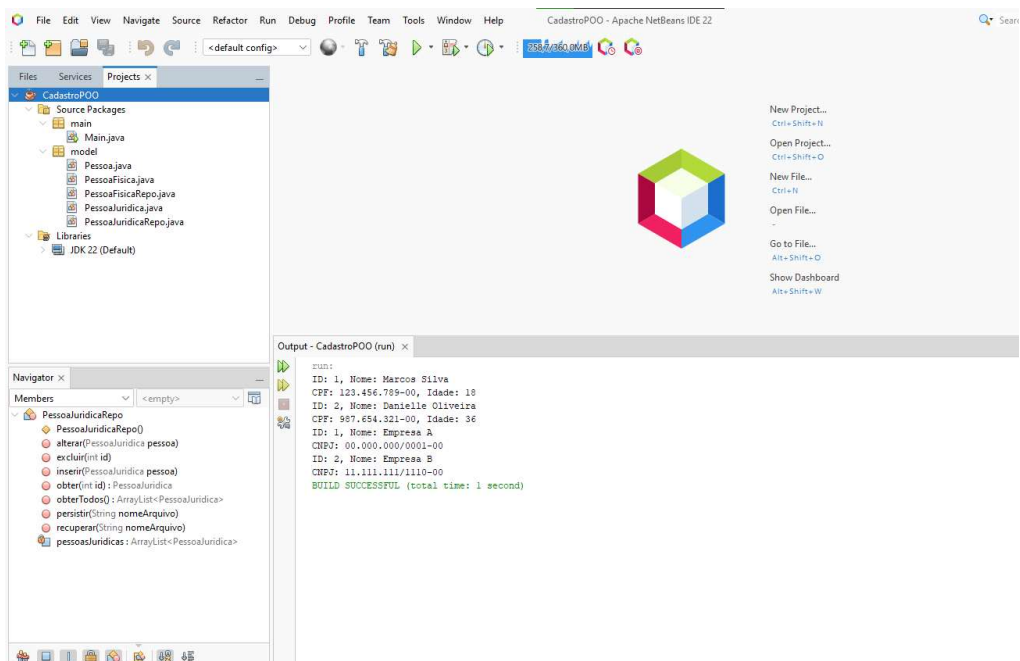 File Edit View Navigate Source Refactor Run Debug Profile Team Tools Window Help CadastroPOO - Apache NetBeans IDE 22
<default config> 258,7/360,0MB
Files Services Projects
CadastroPOO
Source Packages
main
Main.java
model
Pessoa.java
PessoaFisica.java
PessoaFisicaRepo.java
PessoaJuridica.java
PessoaJuridicaRepo.java
Libraries
JDK 22 (Default)
New Project...
Ctrl+Shift+N
Open Project...
Ctrl+Shift+O
New File...
Ctrl+N
Open File...
-
Go to File...
Alt+Shift+O
Show Dashboard
Alt+Shift+W
Navigator
Members <empty>
PessoaJuridicaRepo
PessoaJuridicaRepo()
alterar(PessoaJuridica pessoa)
excluir(int id)
inserir(PessoaJuridica pessoa)
obter(int id) : PessoaJuridica
obterTodos() : ArrayList<PessoaJuridica>
persistir(String nomeArquivo)
recuperar(String nomeArquivo)
pessoasJuridicas : ArrayList<PessoaJuridica>
Output - CadastroPOO (run)
run:
ID: 1, Nome: Marcos Silva
CPF: 123.456.789-00, Idade: 18
ID: 2, Nome: Danielle Oliveira
CPF: 987.654.321-00, Idade: 36
ID: 1, Nome: Empresa A
CNPJ: 00.000.000/0001-00
ID: 2, Nome: Empresa B
CNPJ: 11.111.111/1110-00
BUILD SUCCESSFUL (total time: 1 second)